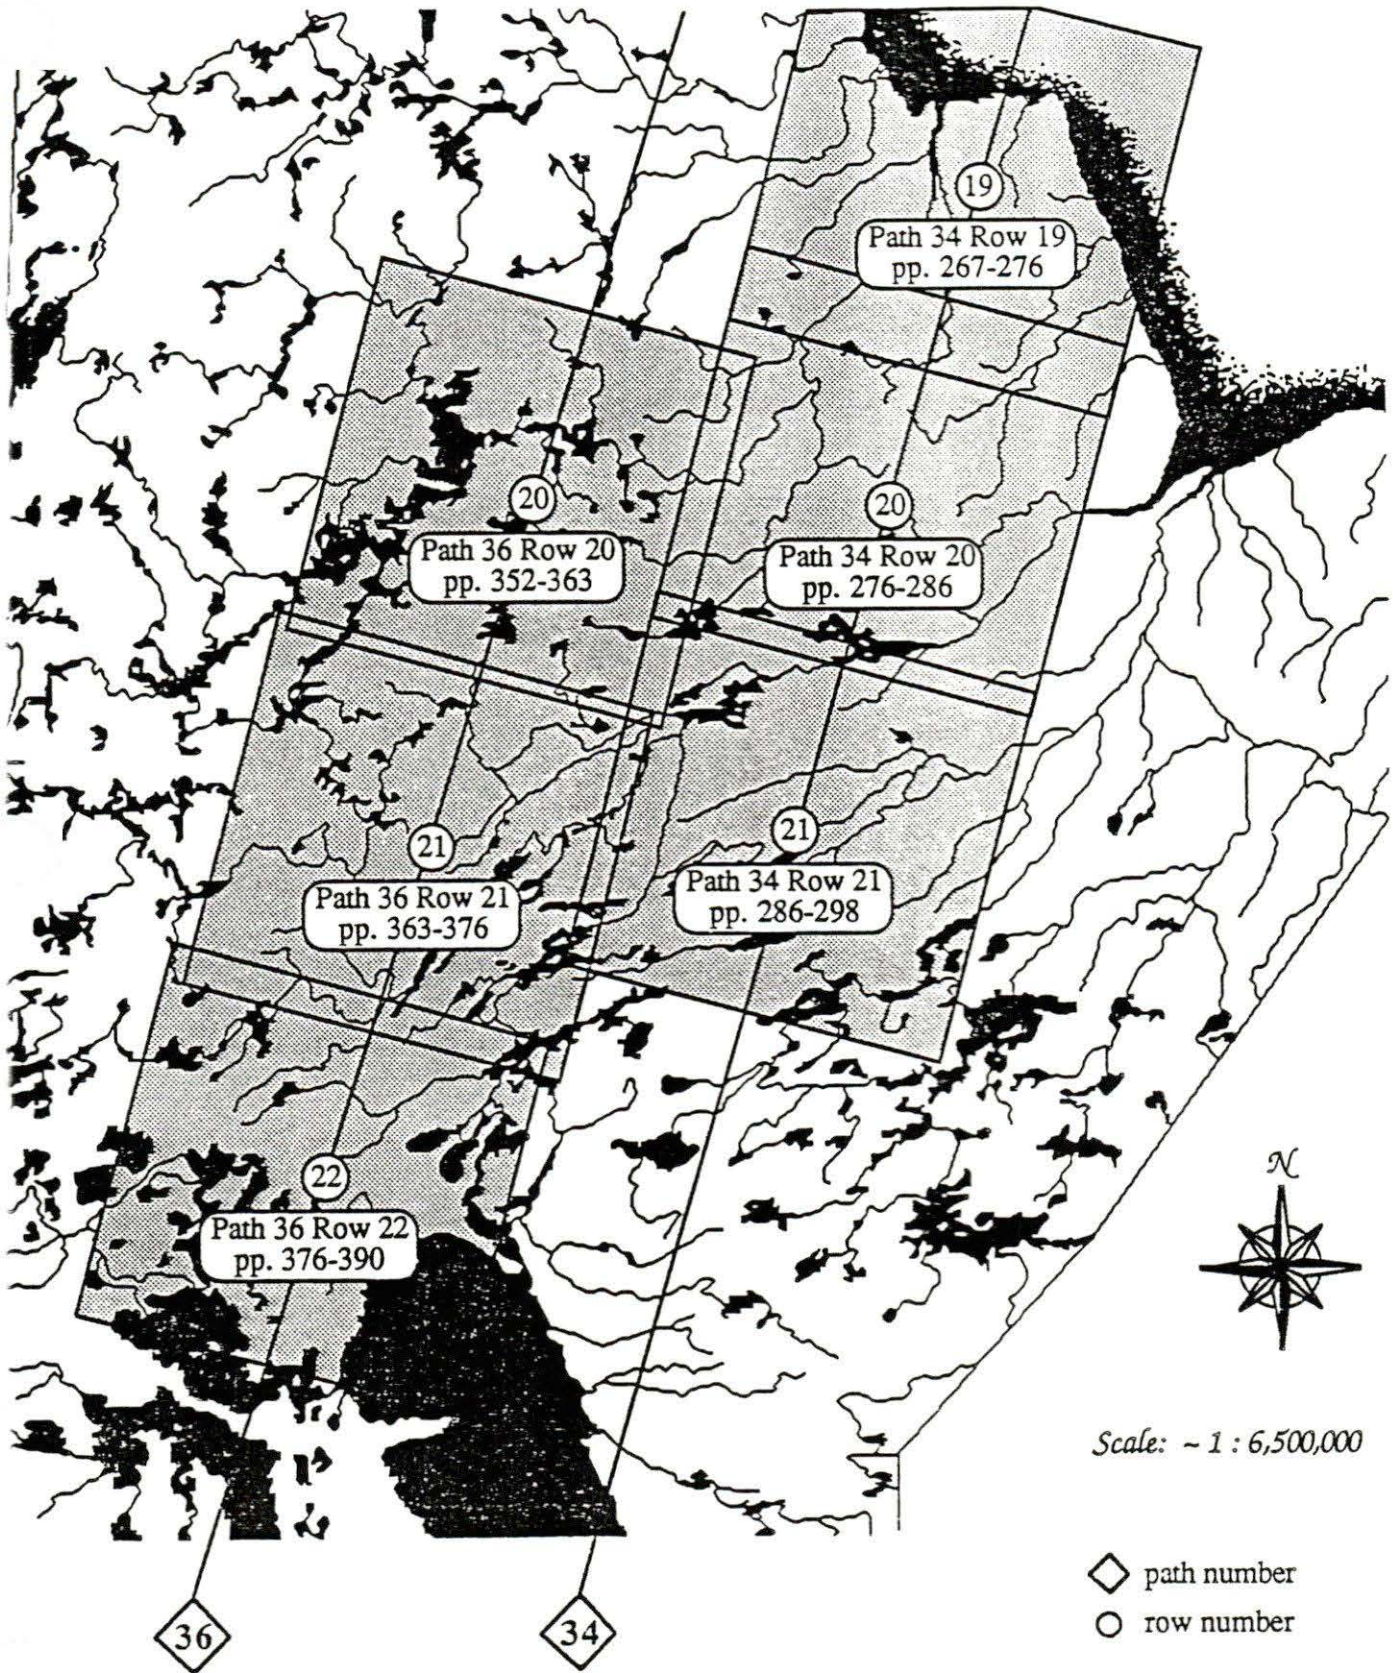 19
Path 34 Row 19
pp. 267-276
20
Path 36 Row 20
pp. 352-363
20
Path 34 Row 20
pp. 276-286
21
Path 36 Row 21
pp. 363-376
21
Path 34 Row 21
pp. 286-298
22
Path 36 Row 22
pp. 376-390
N
Scale: ~ 1 : 6,500,000
path number
row number
36
34